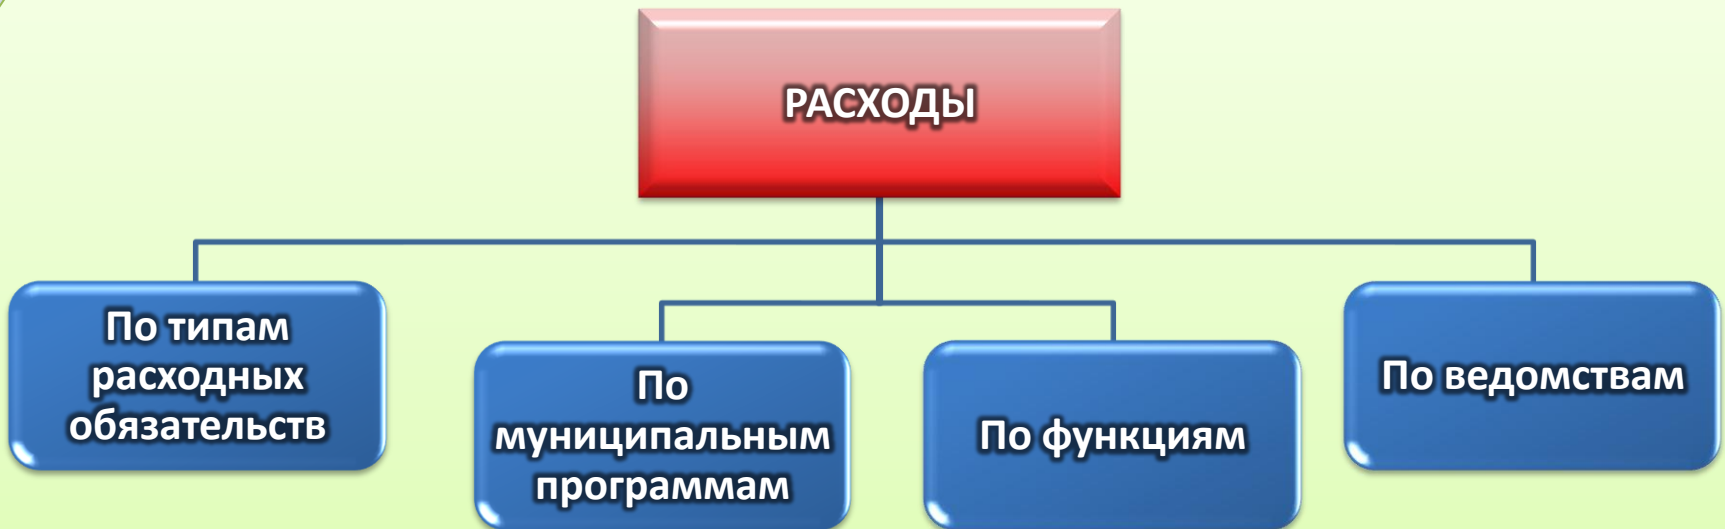 РАСХОДЫ
По типам
расходных
обязательств
По
муниципальным
программам
По функциям
По ведомствам